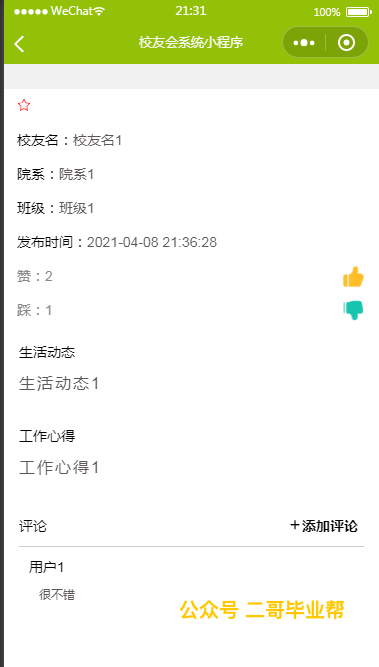 WeChat 21:31 100%
校友会系统小程序
校友名：校友名1
院系：院系1
班级：班级1
发布时间：2021-04-08 21:36:28
赞：2
踩：1
生活动态
生活动态1
工作心得
工作心得1
评论 +添加评论
用户1
很不错
公众号 二哥毕业帮